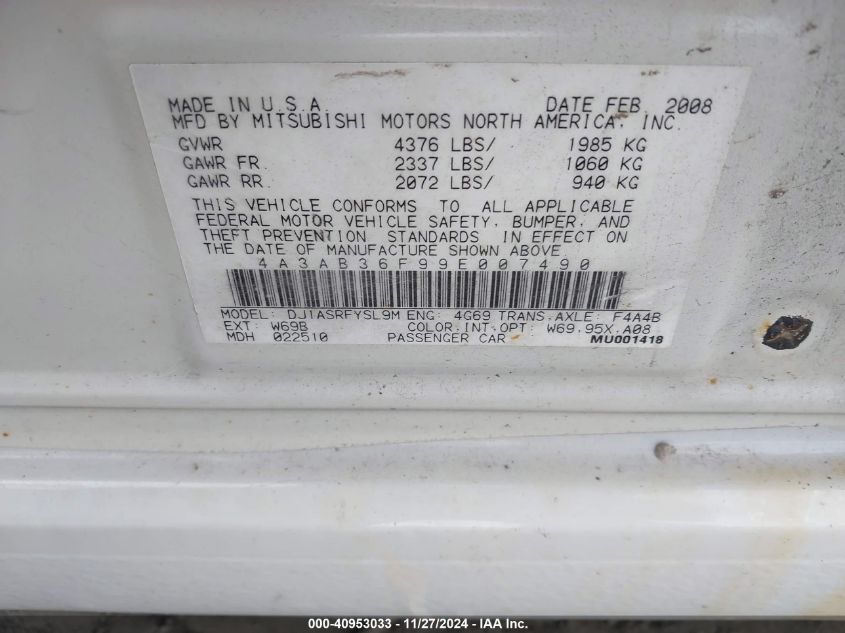 MADE IN U.S.A. DATE FEB. 2008
MFD BY MITSUBISHI MOTORS NORTH AMERICA, INC.
GVWR 4376 LBS/ 1985 KG
GAWR FR. 2337 LBS/ 1060 KG
GAWR RR. 2072 LBS/ 940 KG
THIS VEHICLE CONFORMS TO ALL APPLICABLE
FEDERAL MOTOR VEHICLE SAFETY, BUMPER, AND
THEFT PREVENTION STANDARDS IN EFFECT ON
THE DATE OF MANUFACTURE SHOWN ABOVE.
4A3AB36F99E007490
MODEL: DJ1ASRFYSL9M ENG: 4G69 TRANS.AXLE: F4A4B
EXT: W69B COLOR.INT.OPT: W69.95X.A08
MDH 022510 PASSENGER CAR MU001418
000-40953033 - 11/27/2024 - IAA Inc.